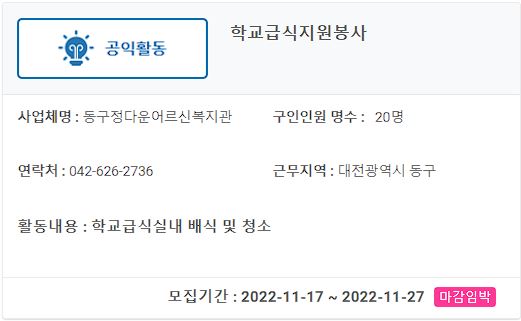 공익활동
학교급식지원봉사
사업체명 : 동구정다운어르신복지관 구인인원 명수 : 20명
연락처 : 042-626-2736 근무지역 : 대전광역시 동구
활동내용 : 학교급식실내 배식 및 청소
모집기간 : 2022-11-17 ~ 2022-11-27 마감임박